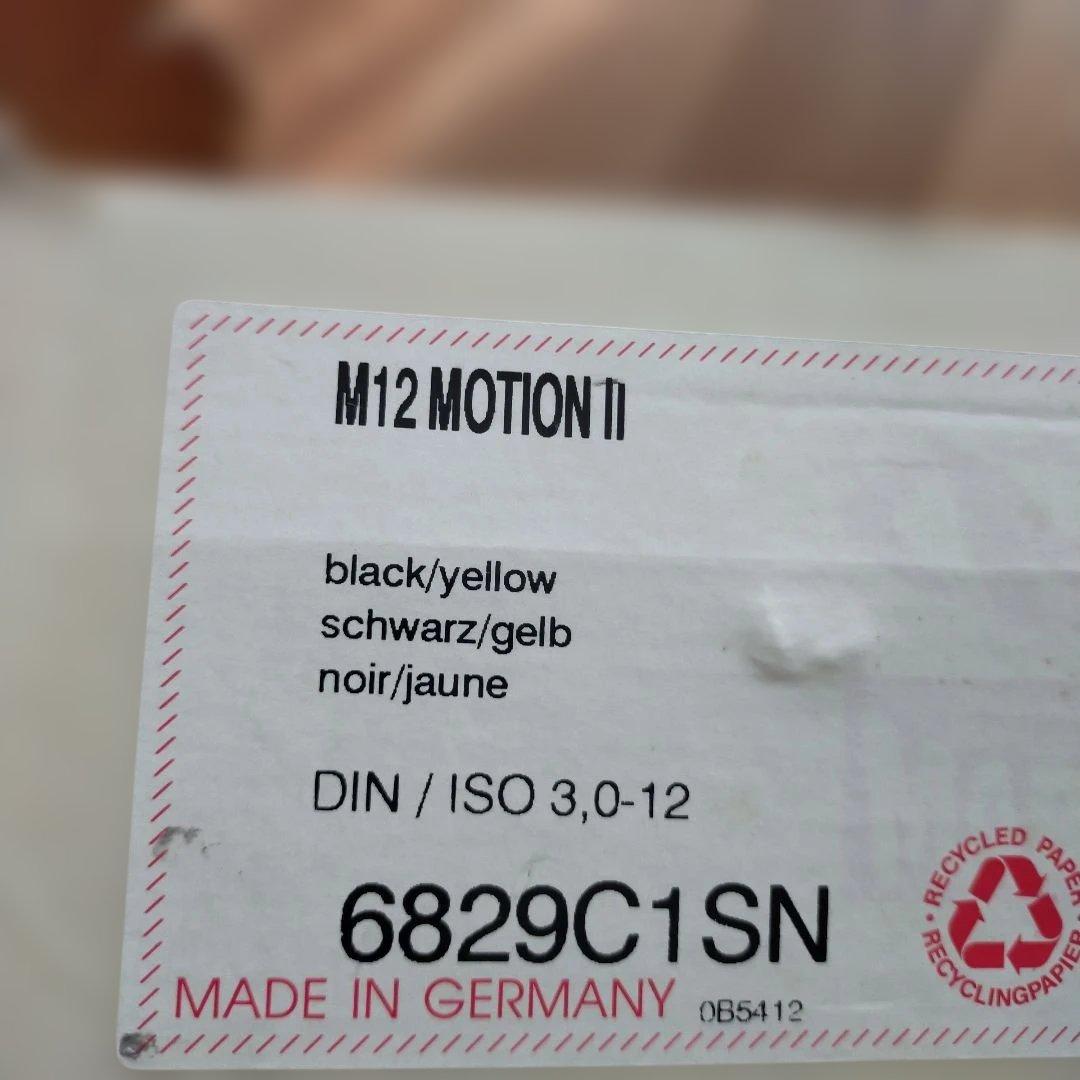 M12 MOTION II
black/yellow
schwarz/gelb
noir/jaune
DIN / ISO 3,0-12
6829C1SN
MADE IN GERMANY
0B5412
RECYCLED PAPER
RECYCLINGPAPIER